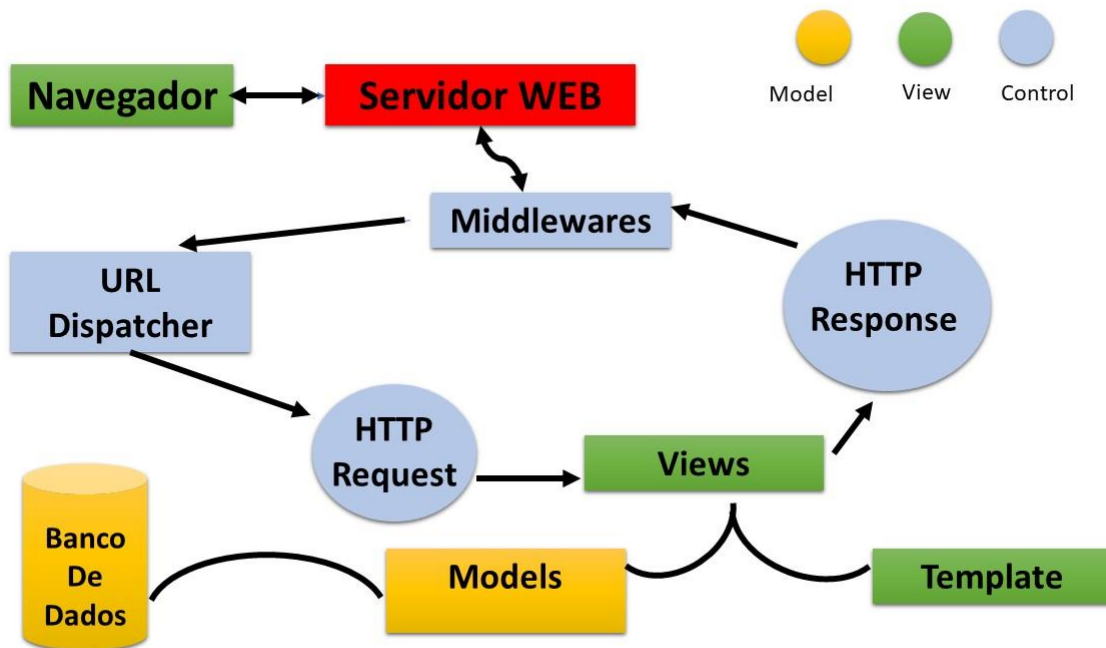 Model
View
Control
Navegador
Servidor WEB
Middlewares
URL
Dispatcher
HTTP
Response
HTTP
Request
Views
Banco
De
Dados
Models
Template